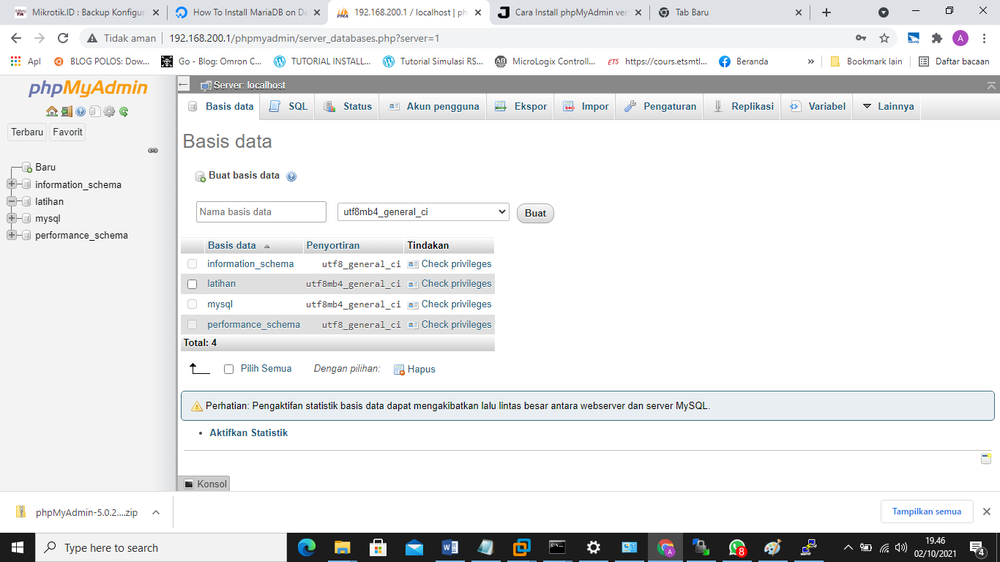 Mikrotik.ID : Backup Konfigura
How To Install MariaDB on De
192.168.200.1 / localhost | ph
Cara Install phpMyAdmin ver
Tab Baru
Tidak aman
192.168.200.1/phpmyadmin/server_databases.php?server=1
Apl
BLOG POLOS: Dow...
Go - Blog: Omron C...
TUTORIAL INSTALL...
Tutorial Simulasi RS...
MicroLogix Controll...
https://cours.etsmtl...
Beranda
»
Bookmark lain
Daftar bacaan
phpMyAdmin
Terbaru
Favorit
Baru
information_schema
latihan
mysql
performance_schema
Server: localhost
Basis data
SQL
Status
Akun pengguna
Ekspor
Impor
Pengaturan
Replikasi
Variabel
Lainnya
Basis data
Buat basis data
Nama basis data
utf8mb4_general_ci
Buat
Basis data Penyortiran Tindakan
information_schema utf8_general_ci Check privileges
latihan utf8mb4_general_ci Check privileges
mysql utf8mb4_general_ci Check privileges
performance_schema utf8_general_ci Check privileges
Total: 4
Pilih Semua
Dengan pilihan:
Hapus
Perhatian: Pengaktifan statistik basis data dapat mengakibatkan lalu lintas besar antara webserver dan server MySQL.
• Aktifkan Statistik
Konsol
phpMyAdmin-5.0.2....zip
Tampilkan semua
Type here to search
8
19.46
02/10/2021
4